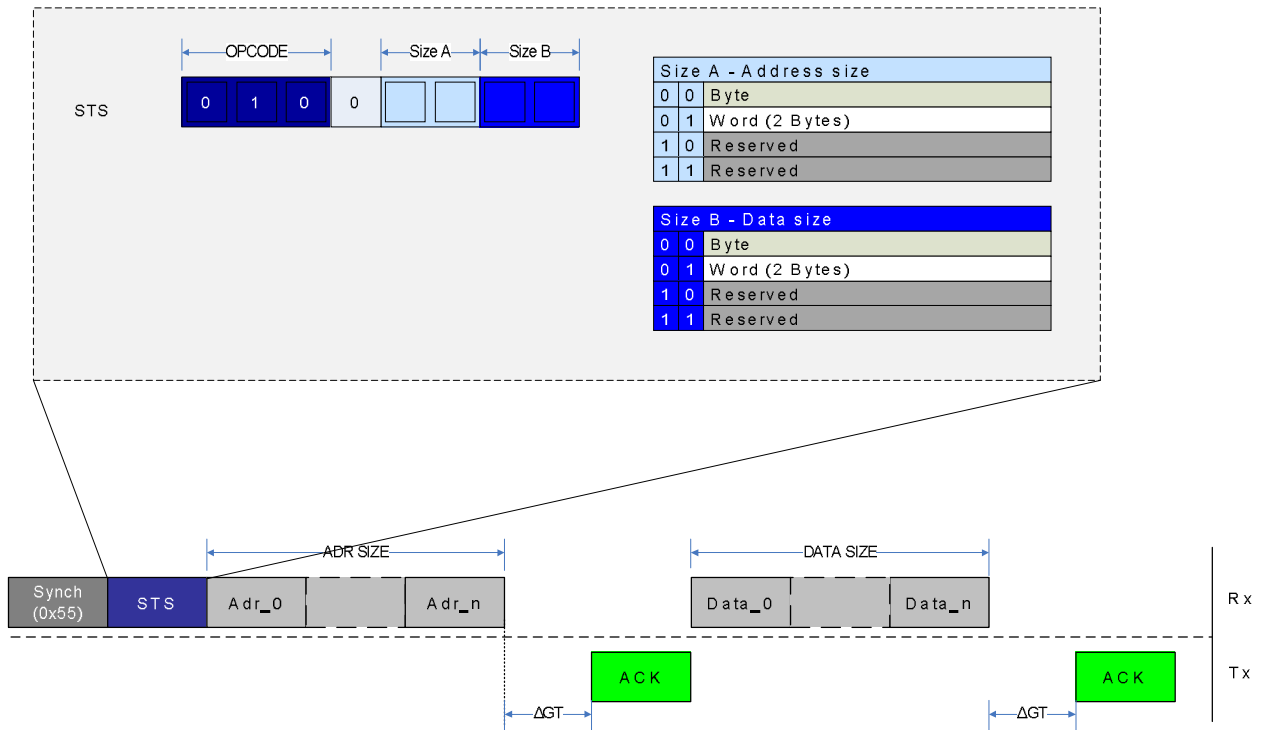 OPCODE Size A Size B
STS 0 1 0 0
Size A - Address size
0 0 Byte
0 1 Word (2 Bytes)
1 0 Reserved
1 1 Reserved
Size B - Data size
0 0 Byte
0 1 Word (2 Bytes)
1 0 Reserved
1 1 Reserved
ADR SIZE DATA SIZE
Synch
(0x55)
STS Adr_0 Adr_n Data_0 Data_n Rx
ACK ACK Tx
ΔGT ΔGT